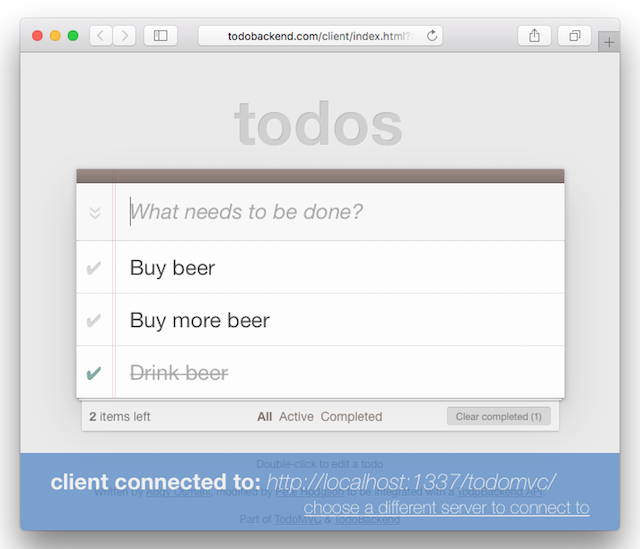 todobackend.com/client/index.html?
todos
What needs to be done?
Buy beer
Buy more beer
Drink beer
2 items left All Active Completed Clear completed (1)
Double-click to edit a todo
client connected to: http://localhost:1337/todomvc/
Written by Addy Osmani, modified by Pete Hodgson to be integrated with a TodoBackend API.
choose a different server to connect to
Part of TodoMVC & TodoBackend